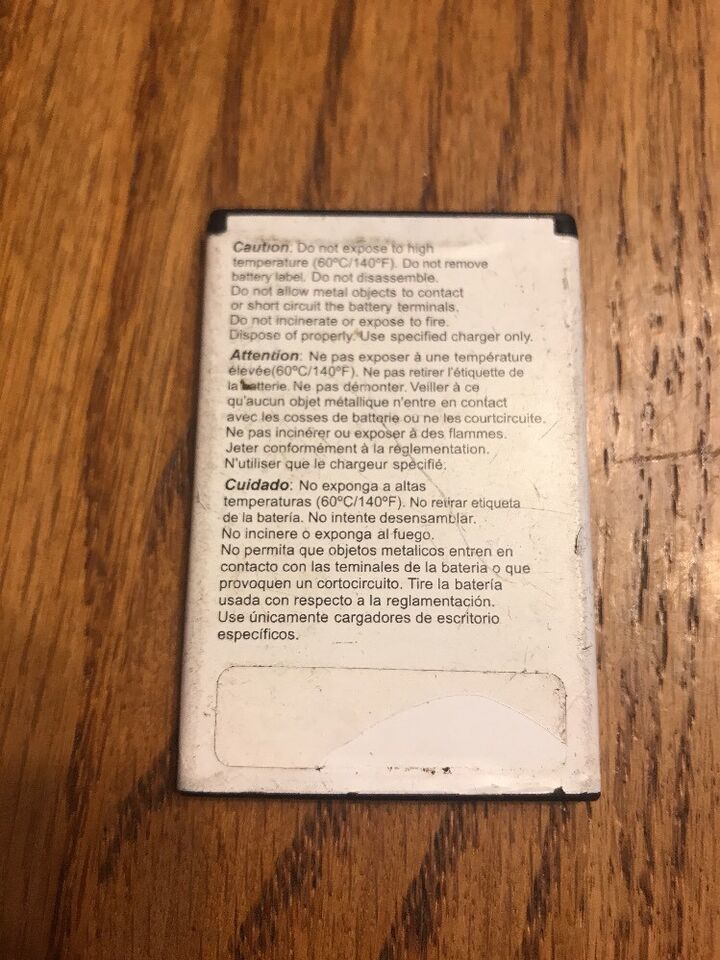 Caution: Do not expose to high
temperature (60ºC/140ºF). Do not remove
battery label. Do not disassemble.
Do not allow metal objects to contact
or short circuit the battery terminals.
Do not incinerate or expose to fire.
Dispose of properly. Use specified charger only.
Attention: Ne pas exposer à une température
élevée(60ºC/140ºF). Ne pas retirer l'étiquette de
la batterie. Ne pas démonter. Veiller à ce
qu'aucun objet métallique n'entre en contact
avec les cosses de batterie ou ne les courtcircuite.
Ne pas incinérer ou exposer à des flammes.
Jeter conformément à la réglementation.
N'utiliser que le chargeur spécifié.
Cuidado: No exponga a altas
temperaturas (60ºC/140ºF). No retirar etiqueta
de la batería. No intente desensamblar.
No incinere o exponga al fuego.
No permita que objetos metalicos entren en
contacto con las teminales de la bateria o que
provoquen un cortocircuito. Tire la batería
usada con respecto a la reglamentación.
Use únicamente cargadores de escritorio
específicos.